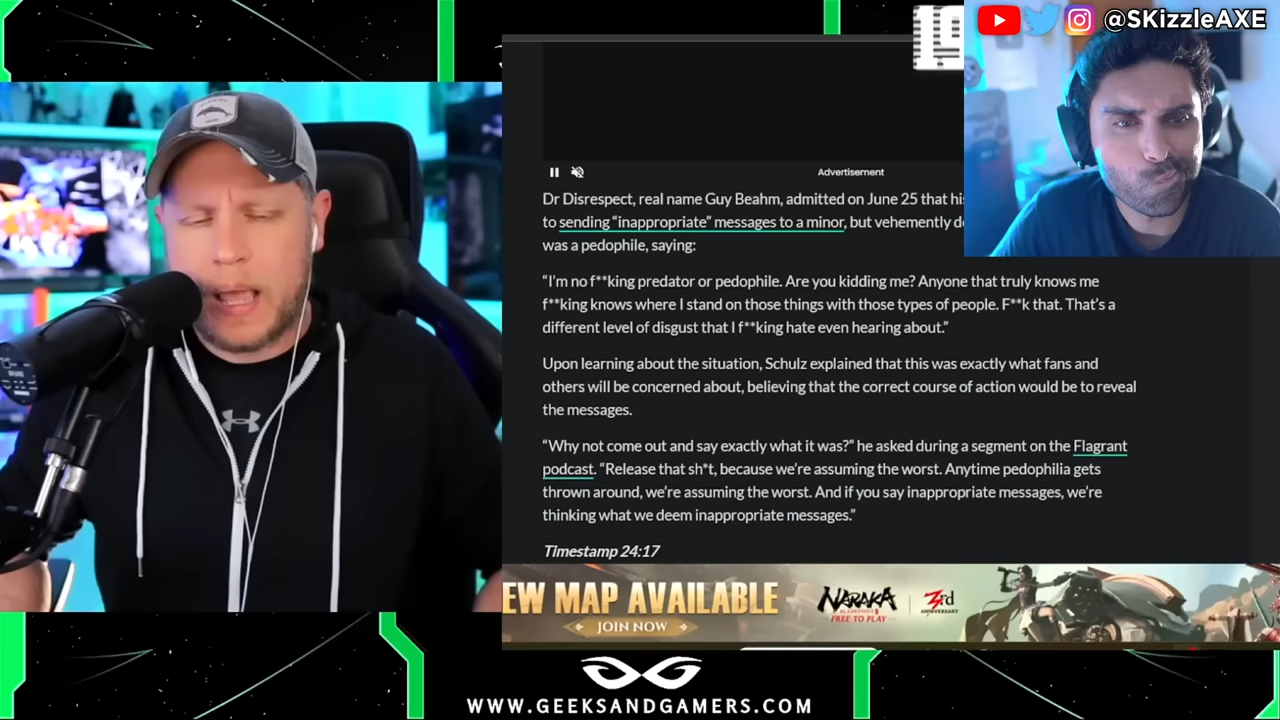 @SKizzleAXE
Advertisement
Dr Disrespect, real name Guy Beahm, admitted on June 25 that
to sending “inappropriate” messages to a minor, but vehemently
was a pedophile, saying:
“I’m no f**king predator or pedophile. Are you kidding me? Anyone that truly knows me
f**king knows where I stand on those things with those types of people. F**k that. That’s a
different level of disgust that I f**king hate even hearing about.”
Upon learning about the situation, Schulz explained that this was exactly what fans and
others will be concerned about, believing that the correct course of action would be to reveal
the messages.
“Why not come out and say exactly what it was?” he asked during a segment on the Flagrant
podcast. “Release that sh*t, because we’re assuming the worst. Anytime pedophilia gets
thrown around, we’re assuming the worst. And if you say inappropriate messages, we’re
thinking what we deem inappropriate messages.”
Timestamp 24:17
EW MAP AVAILABLE
JOIN NOW
NARAKA
BLADEPOINT
FREE TO PLAY
3rd
ANNIVERSARY
WWW.GEEKSANDGAMERS.COM